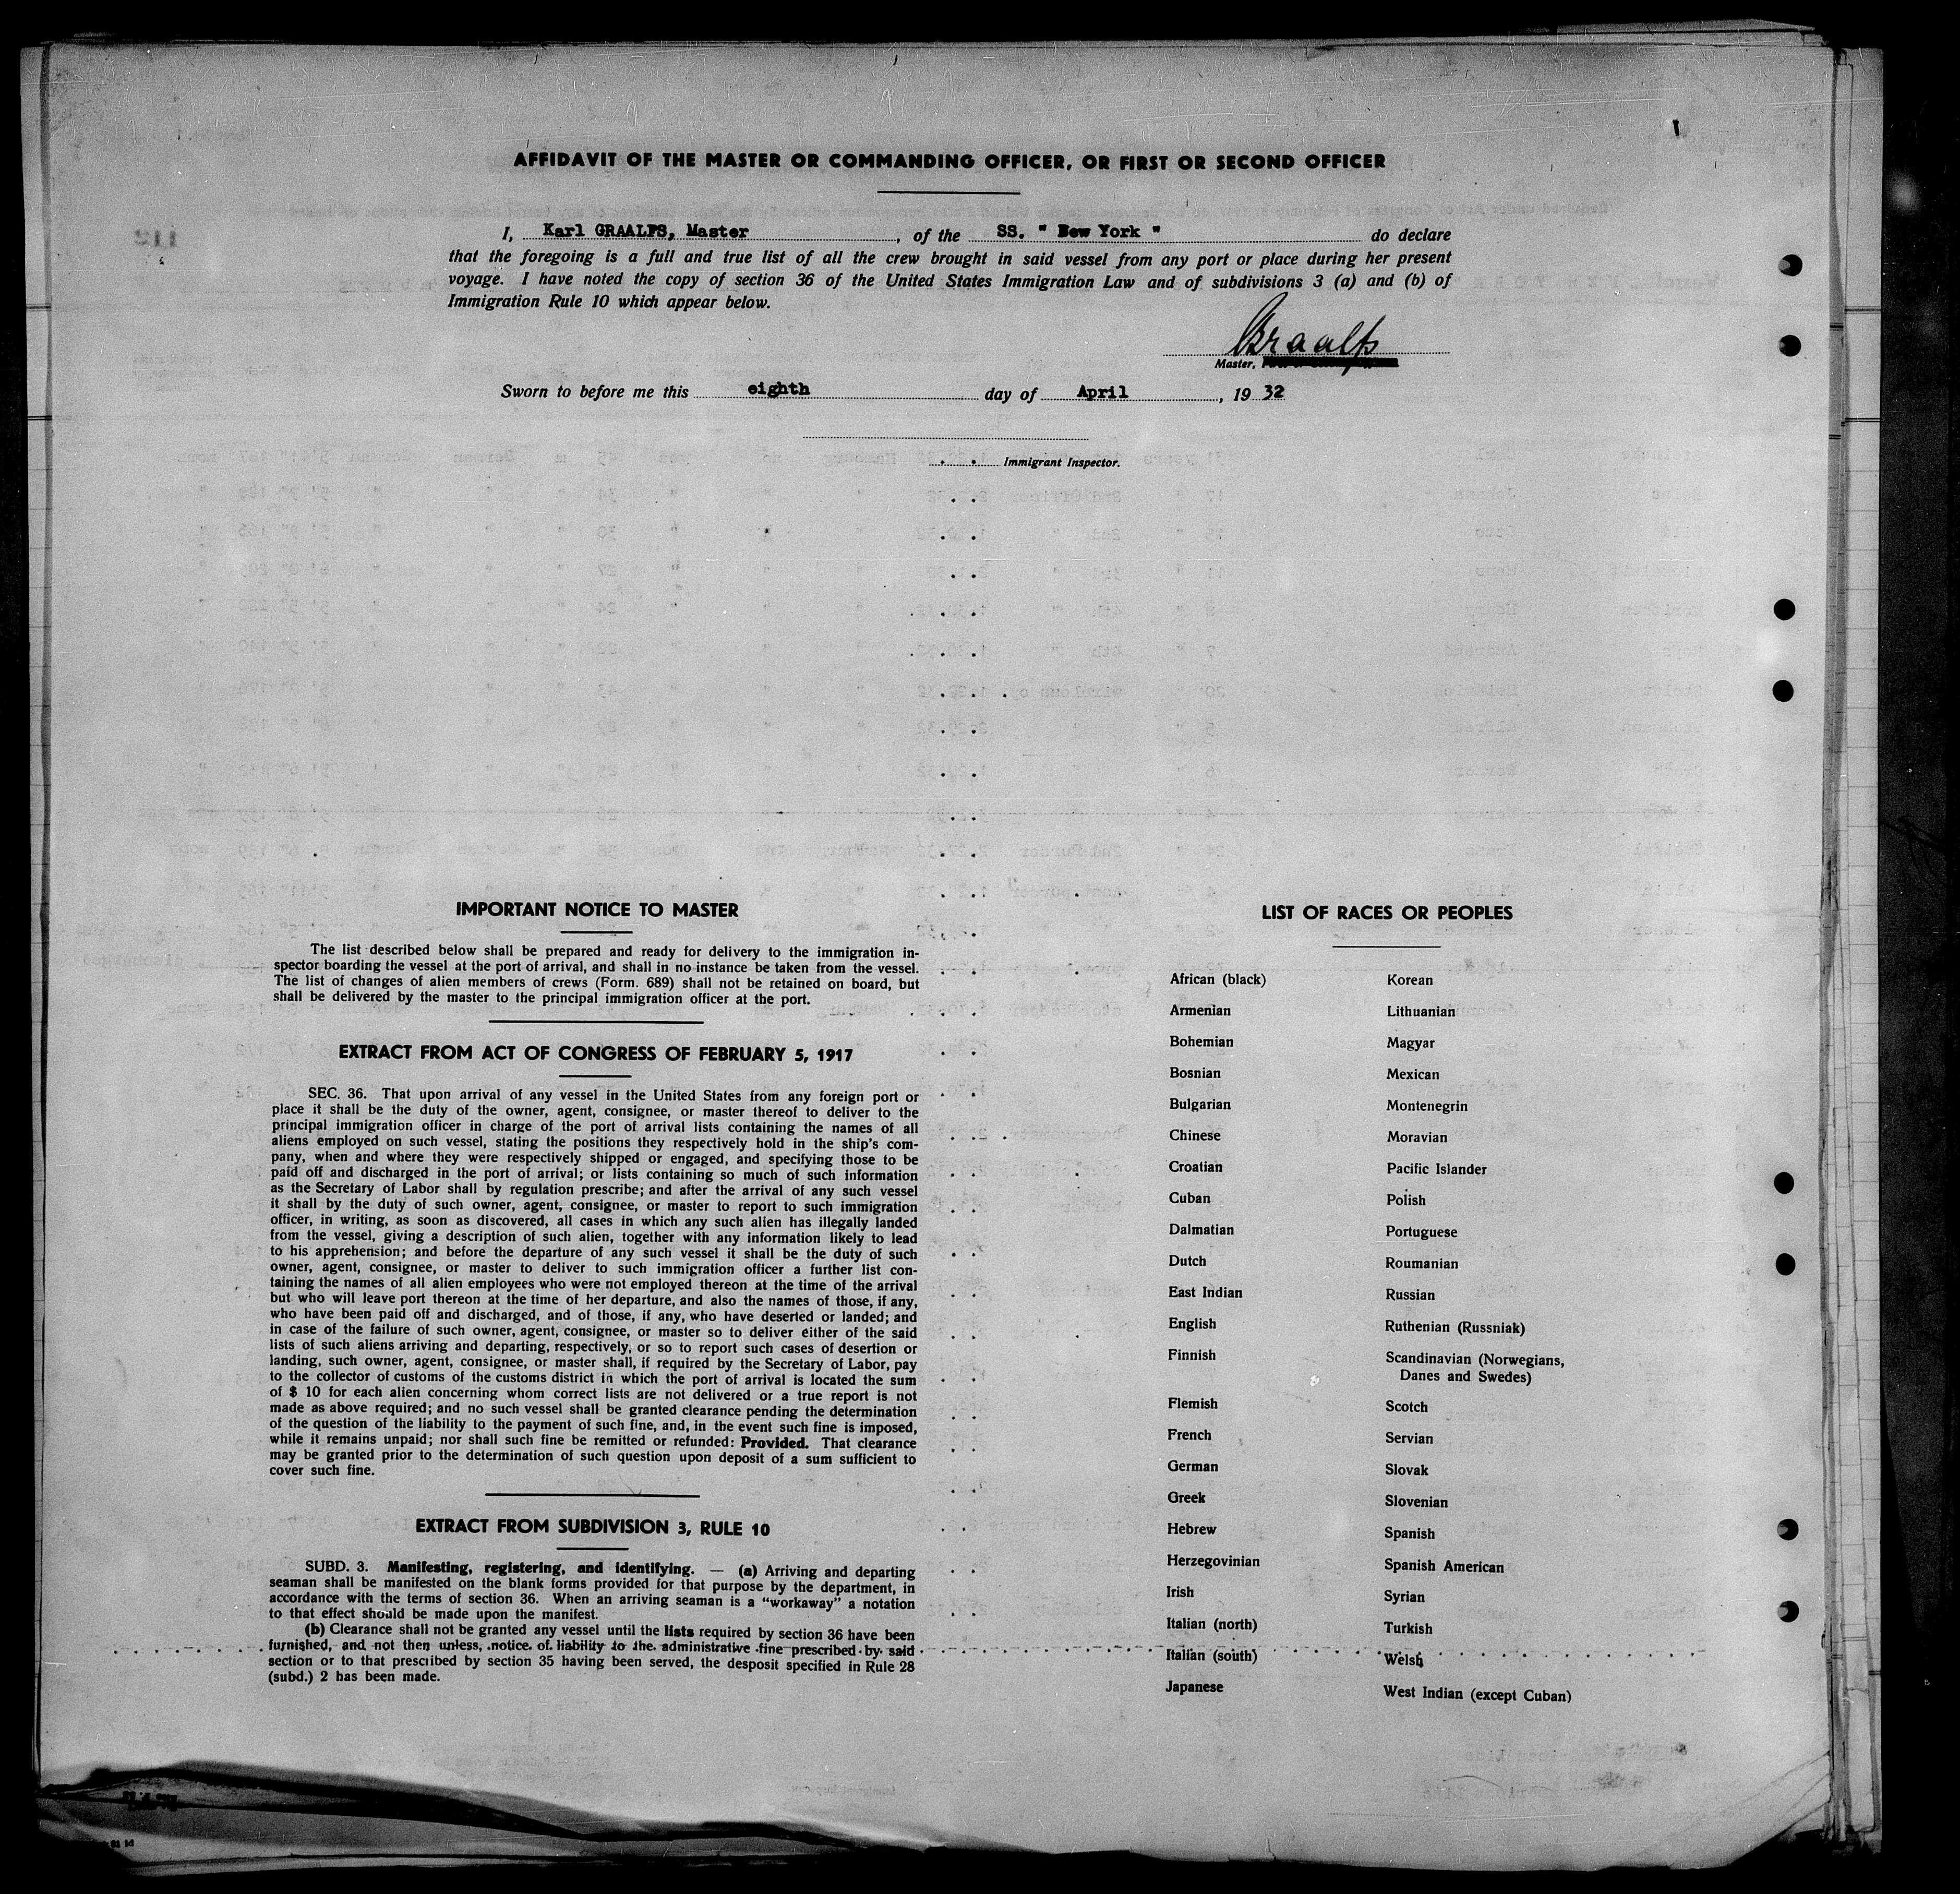 AFFIDAVIT OF THE MASTER OR COMMANDING OFFICER, OR FIRST OR SECOND OFFICER
I, Karl GRAALFS, Master, of the SS. " New York " do declare
that the foregoing is a full and true list of all the crew brought in said vessel from any port or place during her present
voyage. I have noted the copy of section 36 of the United States Immigration Law and of subdivisions 3 (a) and (b) of
Immigration Rule 10 which appear below.
Graalfs
Master,
Sworn to before me this eighth day of April, 19 32
Immigrant Inspector.
IMPORTANT NOTICE TO MASTER
The list described below shall be prepared and ready for delivery to the immigration in-
spector boarding the vessel at the port of arrival, and shall in no instance be taken from the vessel.
The list of changes of alien members of crews (Form. 689) shall not be retained on board, but
shall be delivered by the master to the principal immigration officer at the port.
EXTRACT FROM ACT OF CONGRESS OF FEBRUARY 5, 1917
SEC. 36. That upon arrival of any vessel in the United States from any foreign port or
place it shall be the duty of the owner, agent, consignee, or master thereof to deliver to the
principal immigration officer in charge of the port of arrival lists containing the names of all
aliens employed on such vessel, stating the positions they respectively hold in the ship's com-
pany, when and where they were respectively shipped or engaged, and specifying those to be
paid off and discharged in the port of arrival; or lists containing so much of such information
as the Secretary of Labor shall by regulation prescribe; and after the arrival of any such vessel
it shall by the duty of such owner, agent, consignee, or master to report to such immigration
officer, in writing, as soon as discovered, all cases in which any such alien has illegally landed
from the vessel, giving a description of such alien, together with any information likely to lead
to his apprehension; and before the departure of any such vessel it shall be the duty of such
owner, agent, consignee, or master to deliver to such immigration officer a further list con-
taining the names of all alien employees who were not employed thereon at the time of the arrival
but who will leave port thereon at the time of her departure, and also the names of those, if any,
who have been paid off and discharged, and of those, if any, who have deserted or landed; and
in case of the failure of such owner, agent, consignee, or master so to deliver either of the said
lists of such aliens arriving and departing, respectively, or so to report such cases of desertion or
landing, such owner, agent, consignee, or master shall, if required by the Secretary of Labor, pay
to the collector of customs of the customs district in which the port of arrival is located the sum
of $ 10 for each alien concerning whom correct lists are not delivered or a true report is not
made as above required; and no such vessel shall be granted clearance pending the determination
of the question of the liability to the payment of such fine, and, in the event such fine is imposed,
while it remains unpaid; nor shall such fine be remitted or refunded: Provided. That clearance
may be granted prior to the determination of such question upon deposit of a sum sufficient to
cover such fine.
EXTRACT FROM SUBDIVISION 3, RULE 10
SUBD. 3. Manifesting, registering, and identifying. — (a) Arriving and departing
seaman shall be manifested on the blank forms provided for that purpose by the department, in
accordance with the terms of section 36. When an arriving seaman is a "workaway" a notation
to that effect should be made upon the manifest.
(b) Clearance shall not be granted any vessel until the lists required by section 36 have been
furnished, and not then unless, notice of liability to the administrative fine prescribed by said
section or to that prescribed by section 35 having been served, the desposit specified in Rule 28
(subd.) 2 has been made.
LIST OF RACES OR PEOPLES
African (black)
Armenian
Bohemian
Bosnian
Bulgarian
Chinese
Croatian
Cuban
Dalmatian
Dutch
East Indian
English
Finnish
Flemish
French
German
Greek
Hebrew
Herzegovinian
Irish
Italian (north)
Italian (south)
Japanese
Korean
Lithuanian
Magyar
Mexican
Montenegrin
Moravian
Pacific Islander
Polish
Portuguese
Roumanian
Russian
Ruthenian (Russniak)
Scandinavian (Norwegians,
Danes and Swedes)
Scotch
Servian
Slovak
Slovenian
Spanish
Spanish American
Syrian
Turkish
Welsh
West Indian (except Cuban)